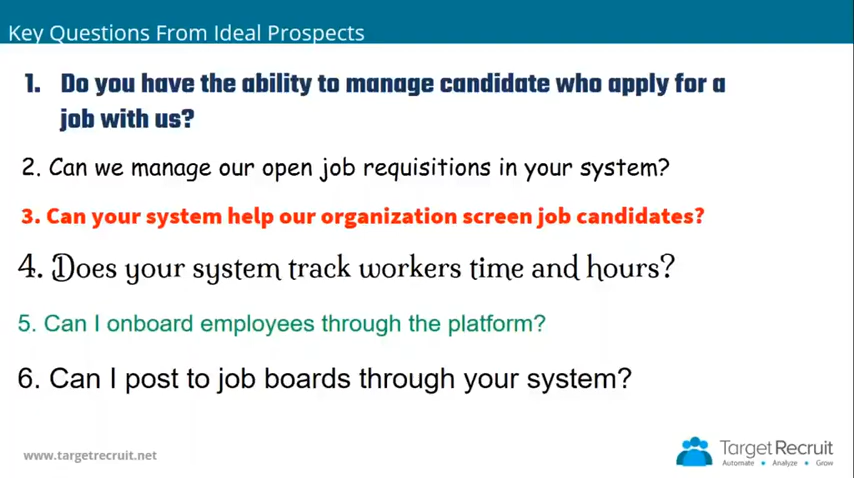 Key Questions From Ideal Prospects
1. Do you have the ability to manage candidate who apply for a
job with us?
2. Can we manage our open job requisitions in your system?
3. Can your system help our organization screen job candidates?
4. Does your system track workers time and hours?
5. Can I onboard employees through the platform?
6. Can I post to job boards through your system?
www.targetrecruit.net
TargetRecruit
Automate • Analyze • Grow